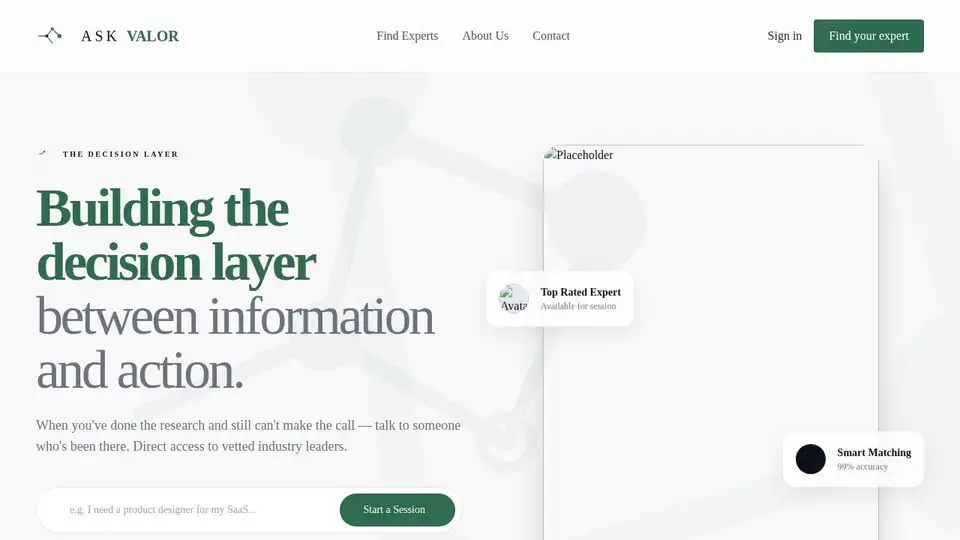 ASK VALOR
Find Experts
About Us
Contact
Sign in
Find your expert
THE DECISION LAYER
Building the
decision layer
between information
and action.
When you've done the research and still can't make the call — talk to someone
who's been there. Direct access to vetted industry leaders.
e.g. I need a product designer for my SaaS...
Start a Session
Placeholder
Avata
Top Rated Expert
Available for session
Smart Matching
99% accuracy